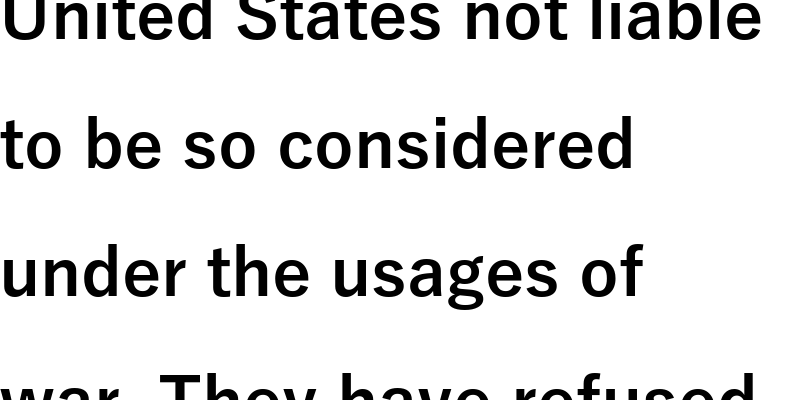 United States not liable
to be so considered
under the usages of
war. They have refused